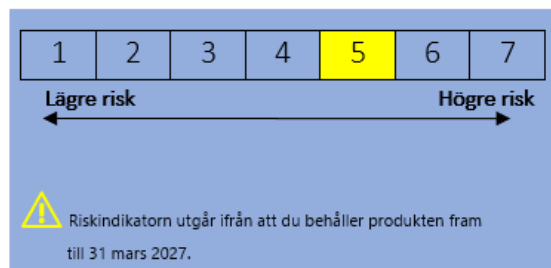 1 2 3 4 5 6 7
Lägre risk Högre risk
Riskindikatorn utgår ifrån att du behåller produkten fram
till 31 mars 2027.